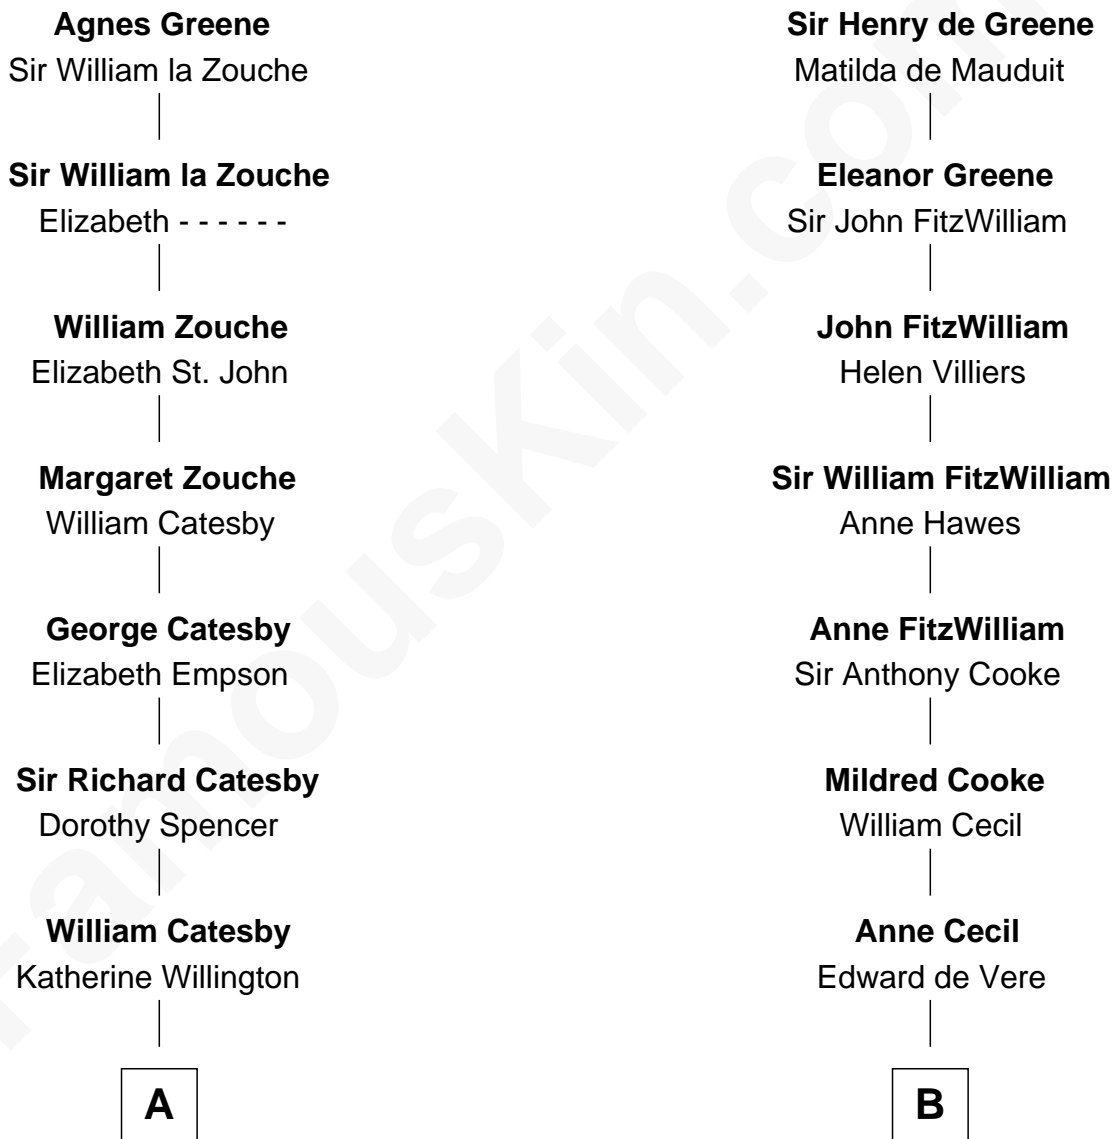 Agnes Greene
Sir William la Zouche
Sir William la Zouche
Elizabeth - - - - - -
William Zouche
Elizabeth St. John
Margaret Zouche
William Catesby
George Catesby
Elizabeth Empson
Sir Richard Catesby
Dorothy Spencer
William Catesby
Katherine Willington
A
Sir Henry de Greene
Matilda de Mauduit
Eleanor Greene
Sir John FitzWilliam
John FitzWilliam
Helen Villiers
Sir William FitzWilliam
Anne Hawes
Anne FitzWilliam
Sir Anthony Cooke
Mildred Cooke
William Cecil
Anne Cecil
Edward de Vere
B
FamousKin.com